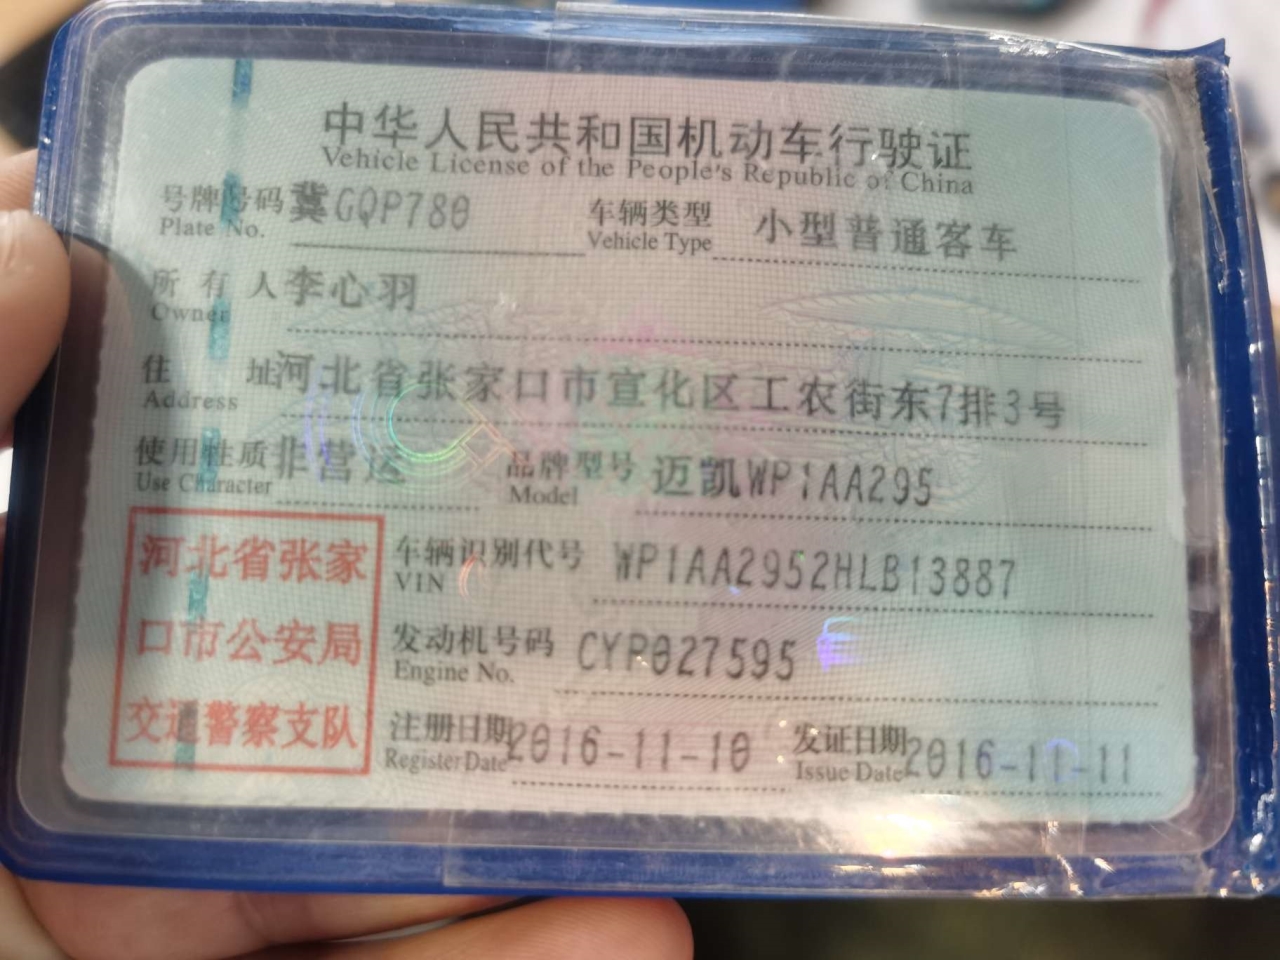 中华人民共和国机动车行驶证
Vehicle License of the People's Republic of China
号牌号码 冀GQP780 车辆类型 小型普通客车
Plate No. Vehicle Type
所有人 李心羽
Owner
住址 河北省张家口市宣化区工农街东7排3号
Address
使用性质 非营运 品牌型号 迈凯WP1AA295
Use Character Model
河北省张家
口市公安局
交通警察支队
车辆识别代号 WP1AA2952HLB13887
VIN
发动机号码 CYP027595
Engine No.
注册日期 2016-11-10 发证日期 2016-11-11
Register Date Issue Date